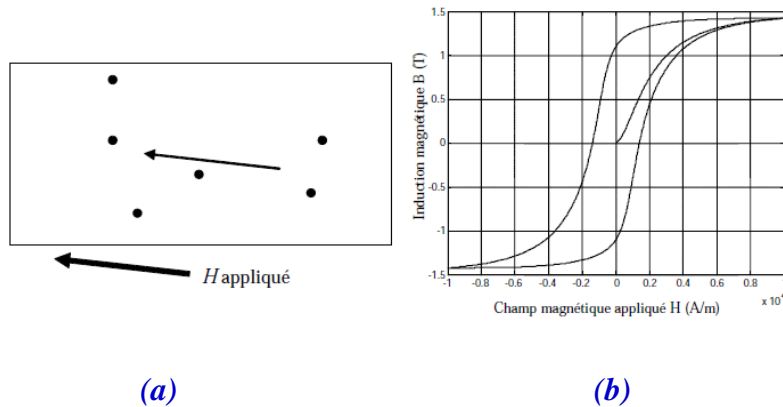 H appliqué
(a)
Induction magnétique B (T)
1.5
1
0.5
0
-0.5
-1
-1.5
-1 -0.8 -0.6 -0.4 -0.2 0 0.2 0.4 0.6 0.8
Champ magnétique appliqué H (A/m)
(b)